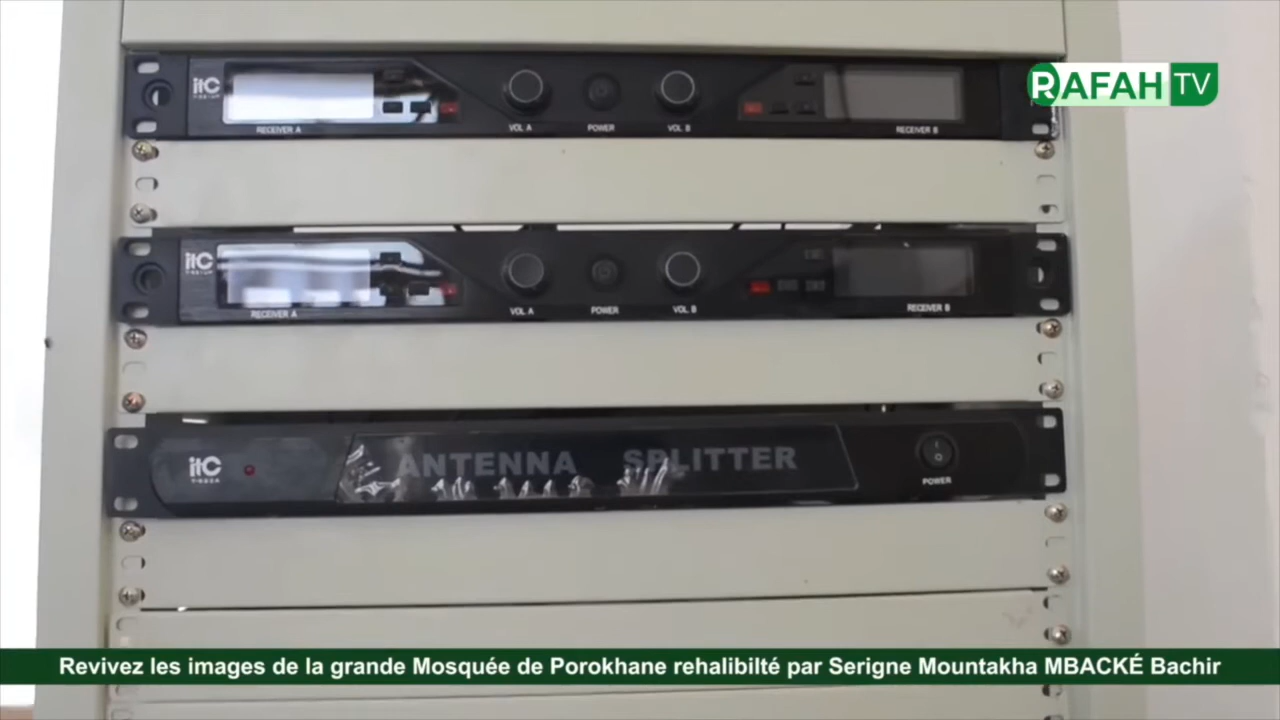 RAFAH TV
itC
RECEIVER A
VOL A
POWER
VOL B
RECEIVER B
itC
RECEIVER A
VOL A
POWER
VOL B
RECEIVER B
itC
ANTENNA SPLITTER
POWER
Revivez les images de la grande Mosquée de Porokhane rehalibilté par Serigne Mountakha MBACKÉ Bachir